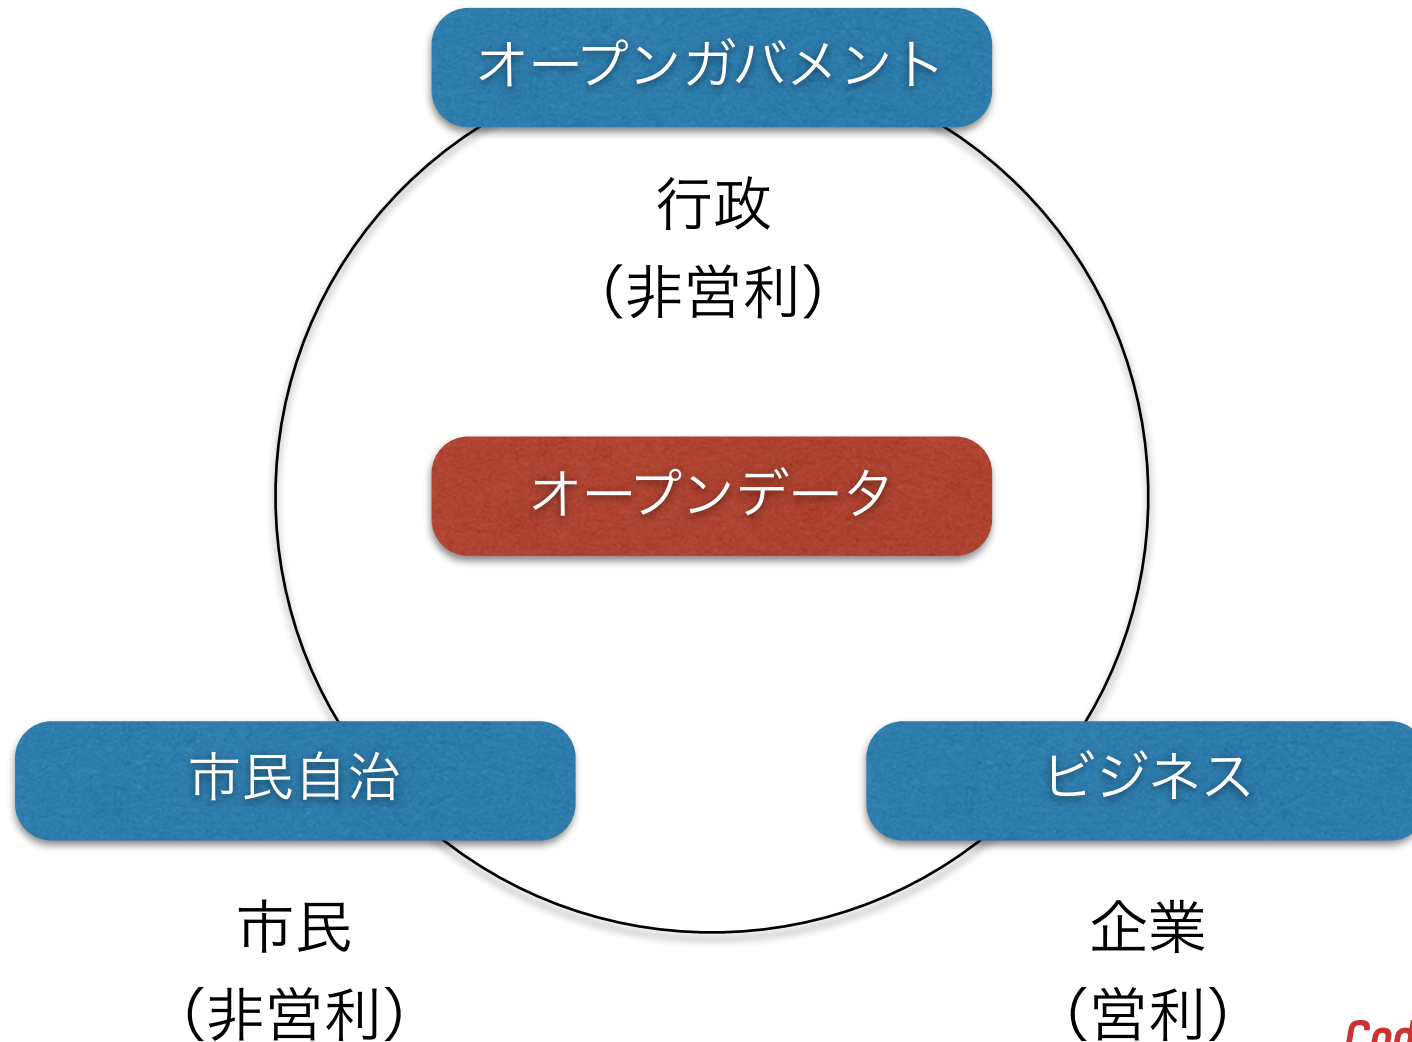 オープンガバメント
行政
（非営利）
オープンデータ
市民自治
ビジネス
市民
（非営利）
企業
（営利）